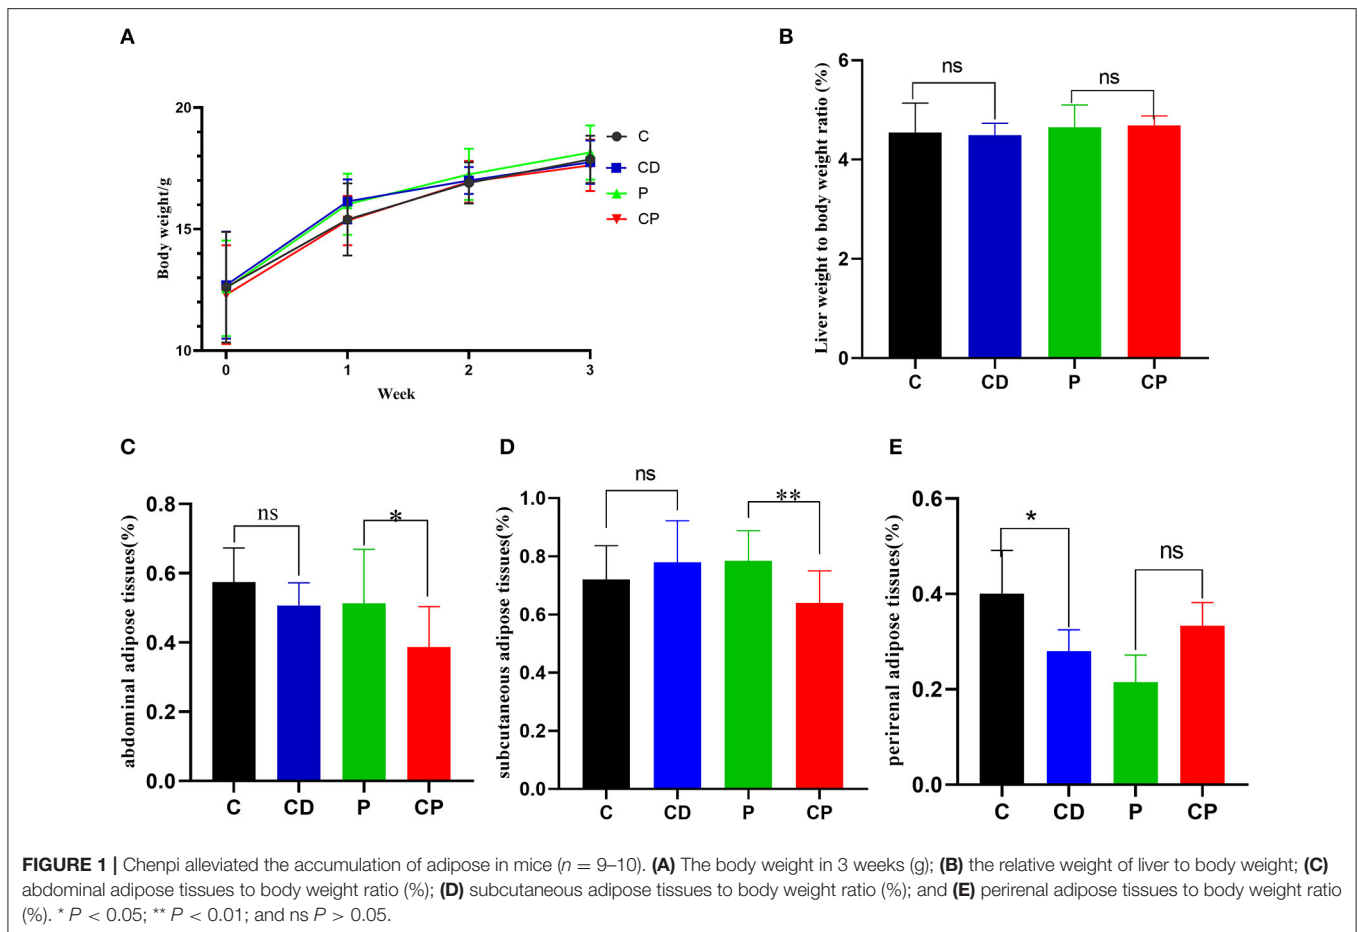 A
20
15
10
Body weight/g
0 1 2 3
Week
C
CD
P
CP
B
Liver weight to body weight ratio (%)
6
4
2
0
ns
ns
C CD P CP
C
abdominal adipose tissues(%)
0.8
0.6
0.4
0.2
0.0
ns
*
C CD P CP
D
subcutaneous adipose tissues(%)
1.0
0.8
0.6
0.4
0.2
0.0
ns
**
C CD P CP
E
perirenal adipose tissues(%)
0.6
0.4
0.2
0.0
*
ns
C CD P CP
FIGURE 1 | Chenpi alleviated the accumulation of adipose in mice (n = 9–10). (A) The body weight in 3 weeks (g); (B) the relative weight of liver to body weight; (C)
abdominal adipose tissues to body weight ratio (%); (D) subcutaneous adipose tissues to body weight ratio (%); and (E) perirenal adipose tissues to body weight ratio
(%). * P < 0.05; ** P < 0.01; and ns P > 0.05.